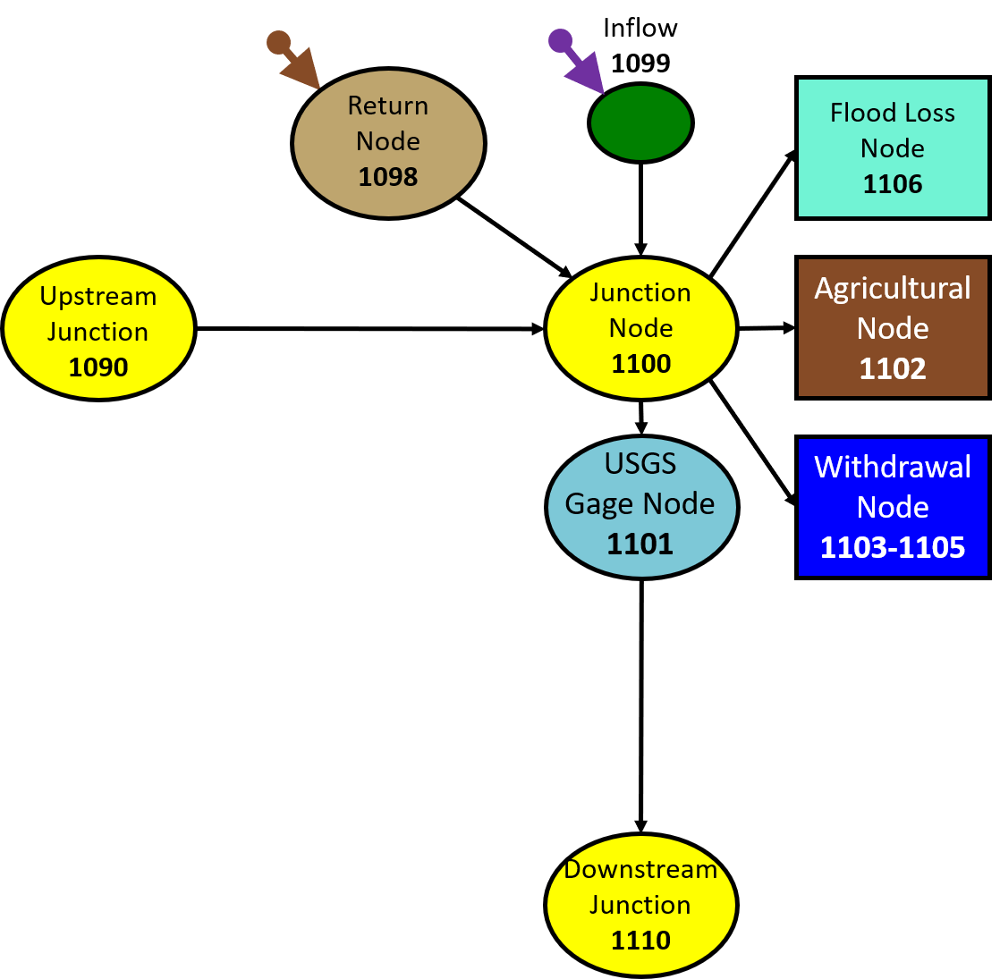 Inflow
1099
Return
Node
1098
Flood Loss
Node
1106
Upstream
Junction
1090
Junction
Node
1100
Agricultural
Node
1102
USGS
Gage Node
1101
Withdrawal
Node
1103-1105
Downstream
Junction
1110